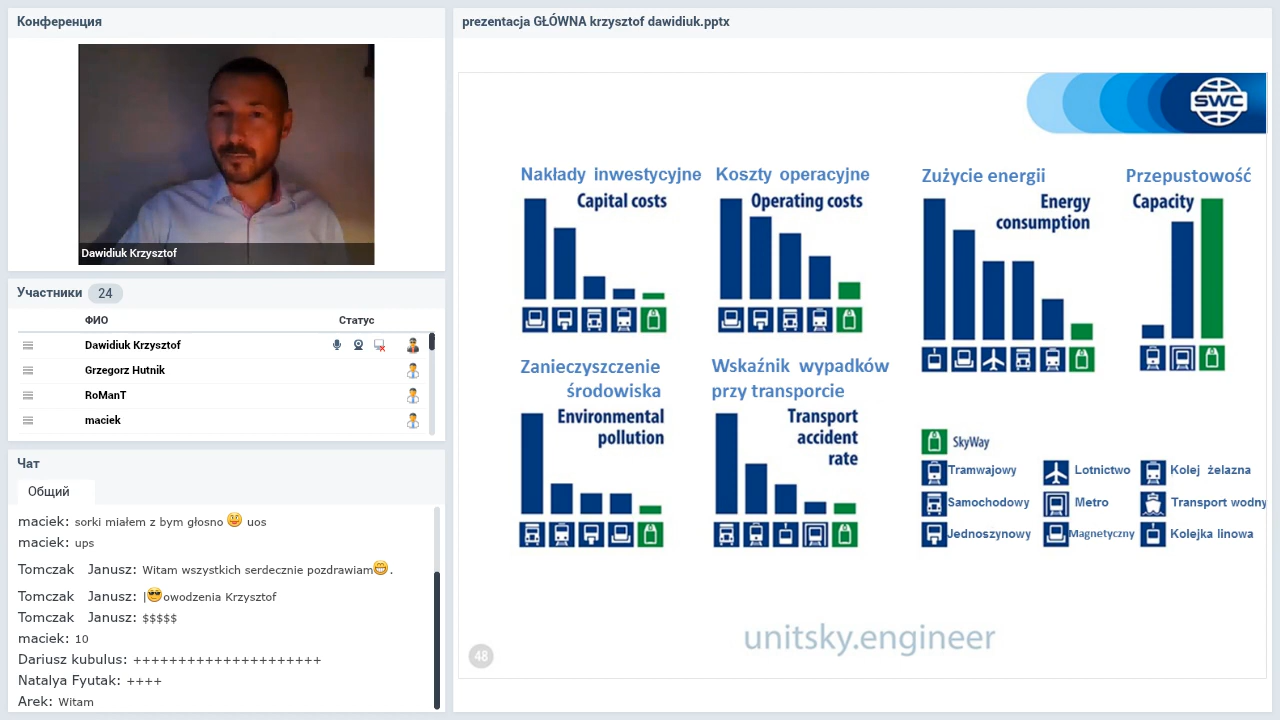 Конференция
Dawidiuk Krzysztof
Участники 24
ФИО Статус
Dawidiuk Krzysztof
Grzegorz Hutnik
RoManT
maciek
Чат
Общий
maciek: sorki miałem z bym głosno uos
maciek: ups
Tomczak Janusz: Witam wszystkich serdecznie pozdrawiam .
Tomczak Janusz: | owodzenia Krzysztof
Tomczak Janusz: $$$$$
maciek: 10
Dariusz kubulus: +++++++++++++++++++++
Natalya Fyutak: ++++
Arek: Witam
prezentacja GŁÓWNA krzysztof dawidiuk.pptx
SWC
Nakłady inwestycyjne
Capital costs
Koszty operacyjne
Operating costs
Zużycie energii
Energy
consumption
Przepustowość
Capacity
Zanieczyszczenie
środowiska
Environmental
pollution
Wskaźnik wypadków
przy transporcie
Transport
accident
rate
SkyWay
Tramwajowy Lotnictwo Kolej żelazna
Samochodowy Metro Transport wodny
Jednoszynowy Magnetyczny Kolejka linowa
unitsky.engineer
48